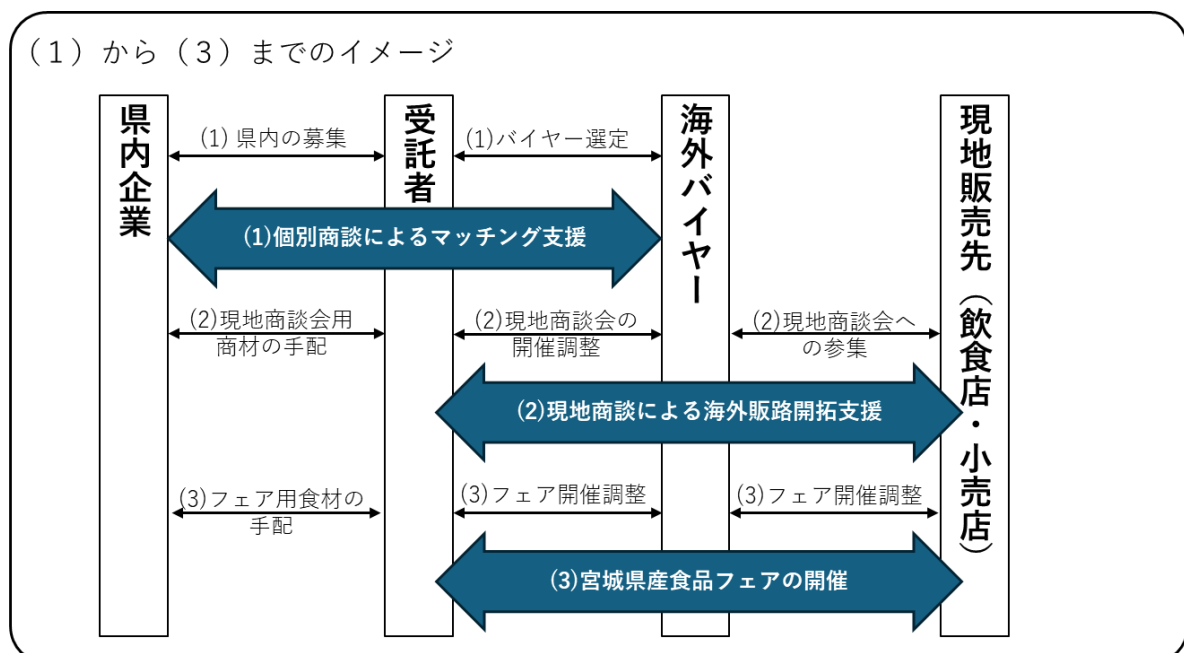 (1)から(3)までのイメージ
県内企業
受託者
海外バイヤー
現地販売先(飲食店・小売店)
(1) 県内の募集
(1)バイヤー選定
(1)個別商談によるマッチング支援
(2)現地商談会用
商材の手配
(2)現地商談会の
開催調整
(2)現地商談会へ
の参集
(2)現地商談による海外販路開拓支援
(3)フェア用食材の
手配
(3)フェア開催調整
(3)フェア開催調整
(3)宮城県産食品フェアの開催